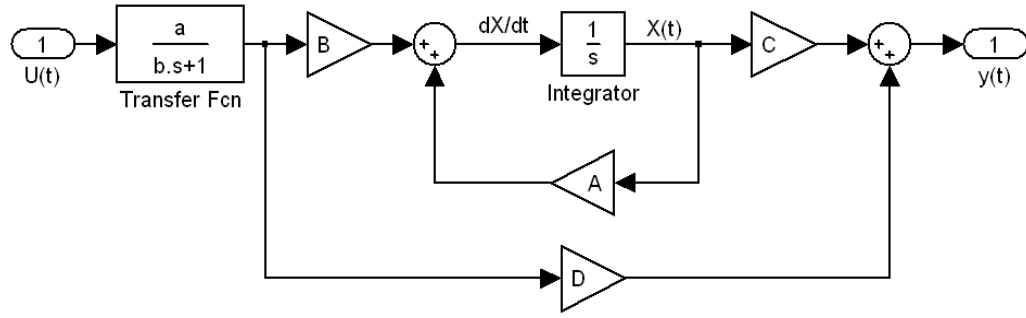 1
U(t)
a
b.s+1
Transfer Fcn
B
+
+
dX/dt
1
s
Integrator
X(t)
C
+
+
1
y(t)
A
D